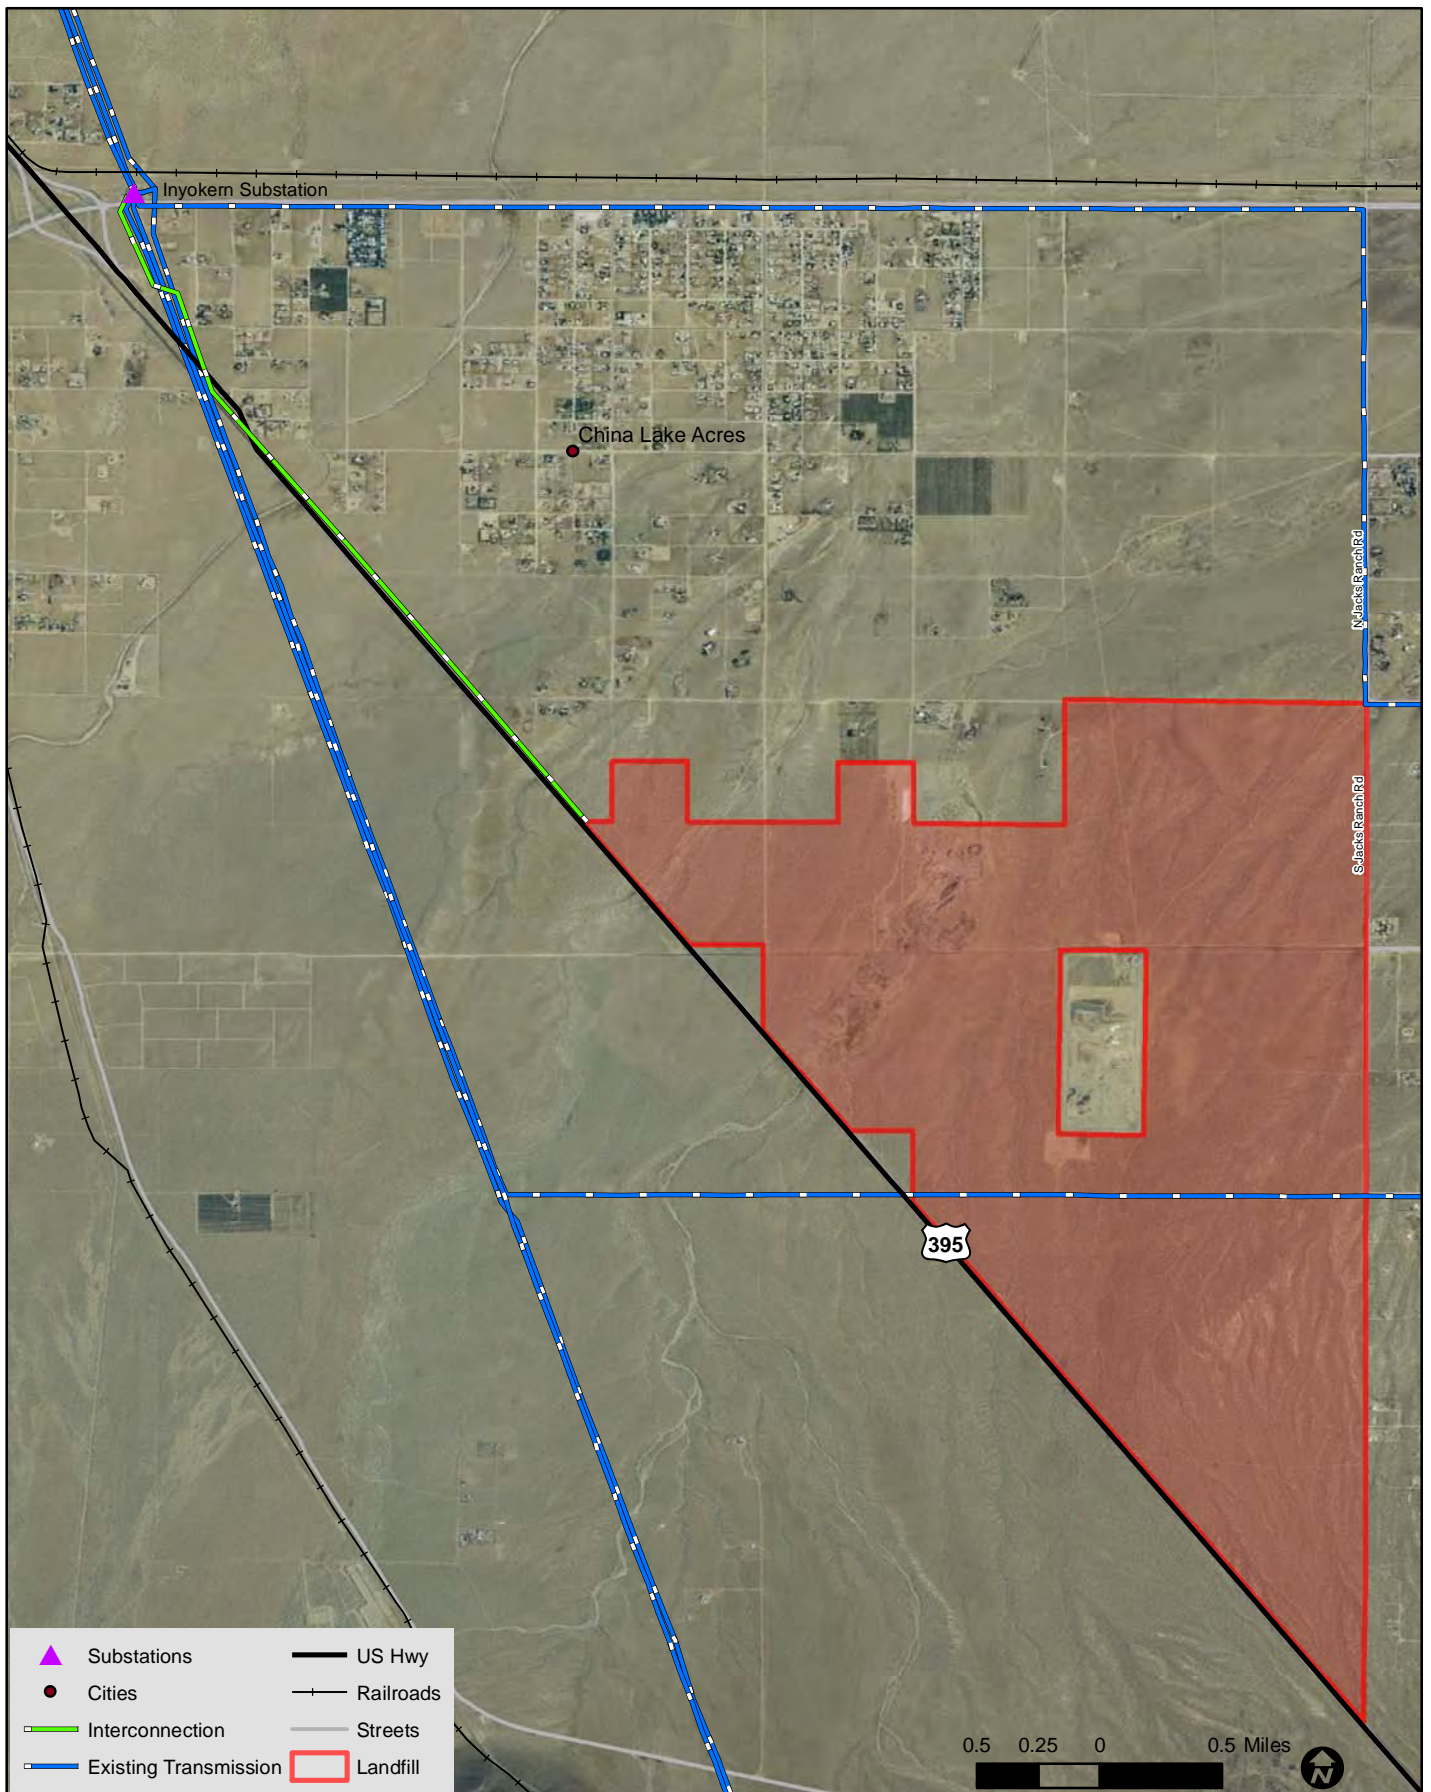 Inyokern Substation
China Lake Acres
N Jacks Ranch Rd
S Jacks Ranch Rd
395
Substations
US Hwy
Cities
Railroads
Interconnection
Streets
Existing Transmission
Landfill
0.5 0.25 0 0.5 Miles
N